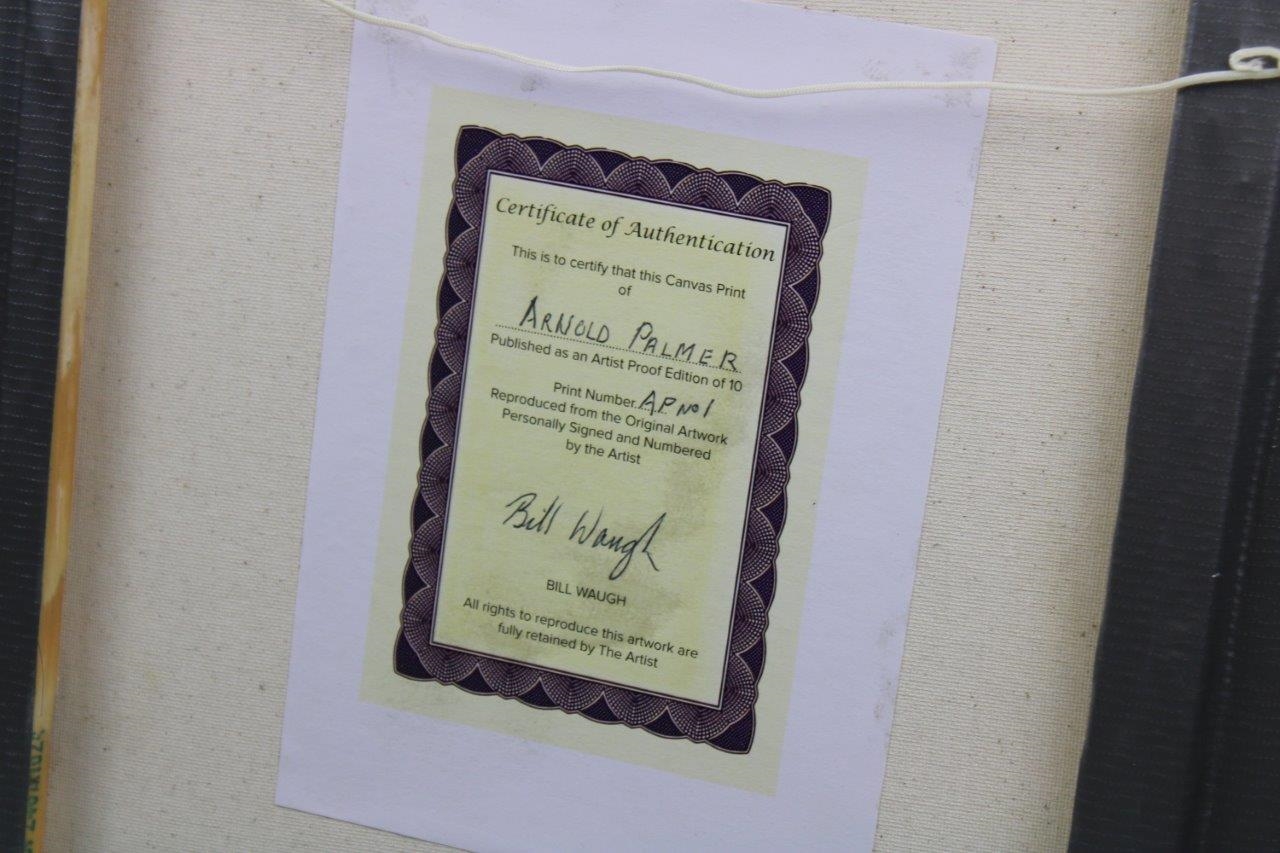 Certificate of Authentication
This is to certify that this Canvas Print
of
ARNOLD PALMER
Published as an Artist Proof Edition of 10
Print Number A.P. No 1
Reproduced from the Original Artwork
Personally Signed and Numbered
by the Artist
Bill Waugh
BILL WAUGH
All rights to reproduce this artwork are
fully retained by The Artist